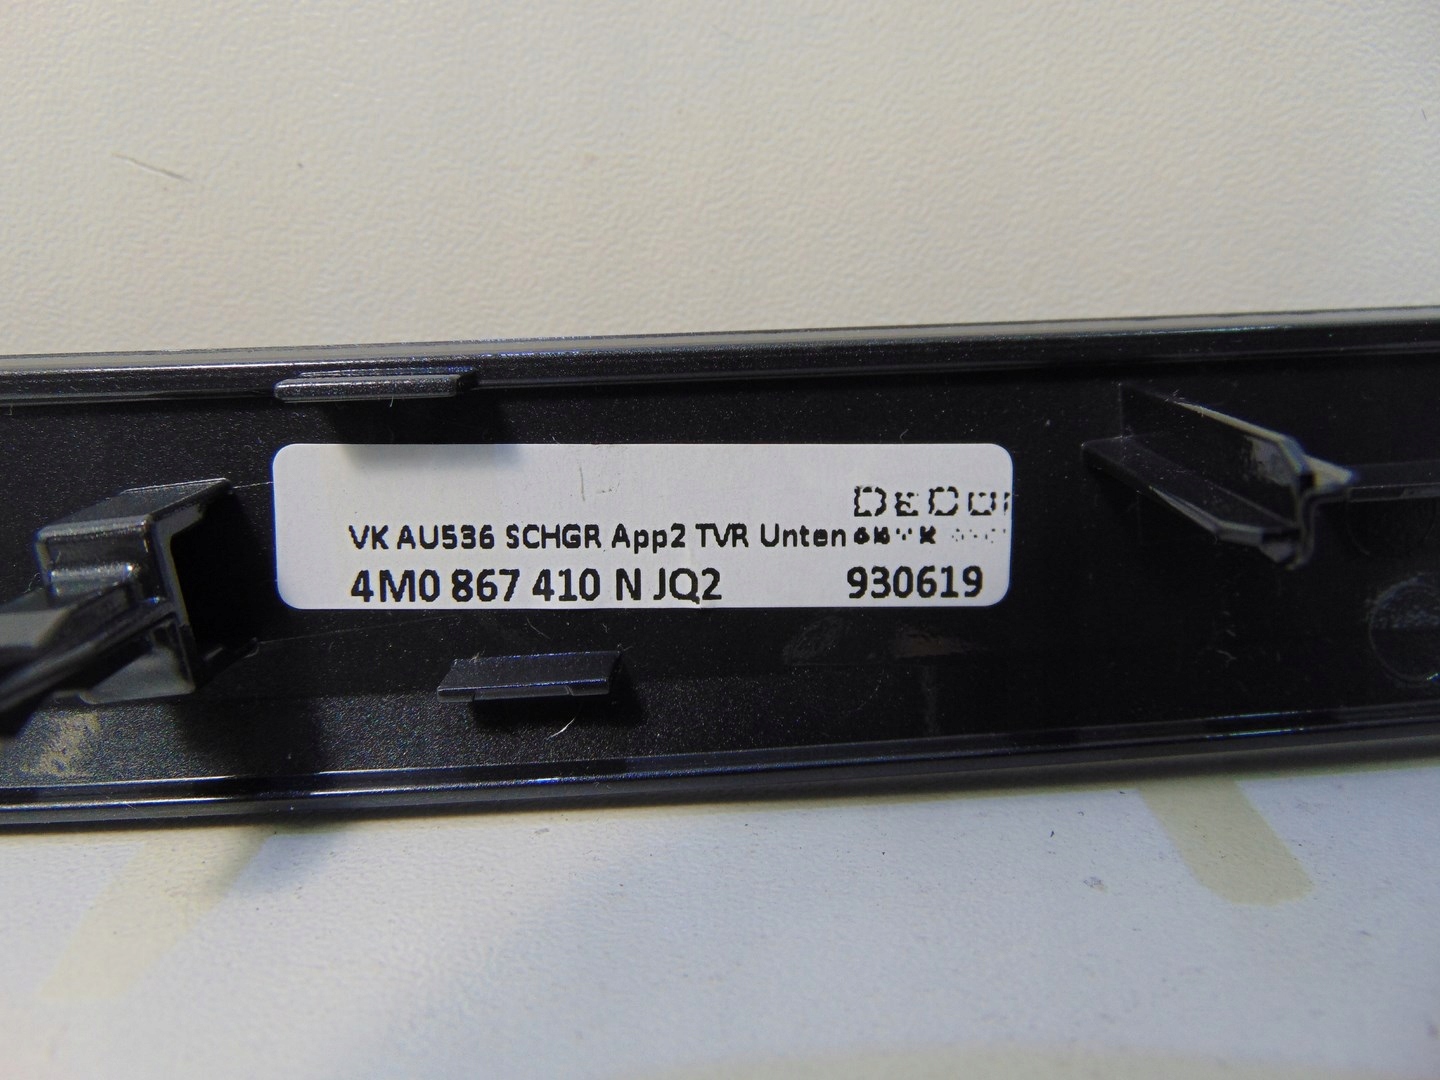 VK AU536 SCHGR App2 TVR Unten
4M0 867 410 N JQ2 930619